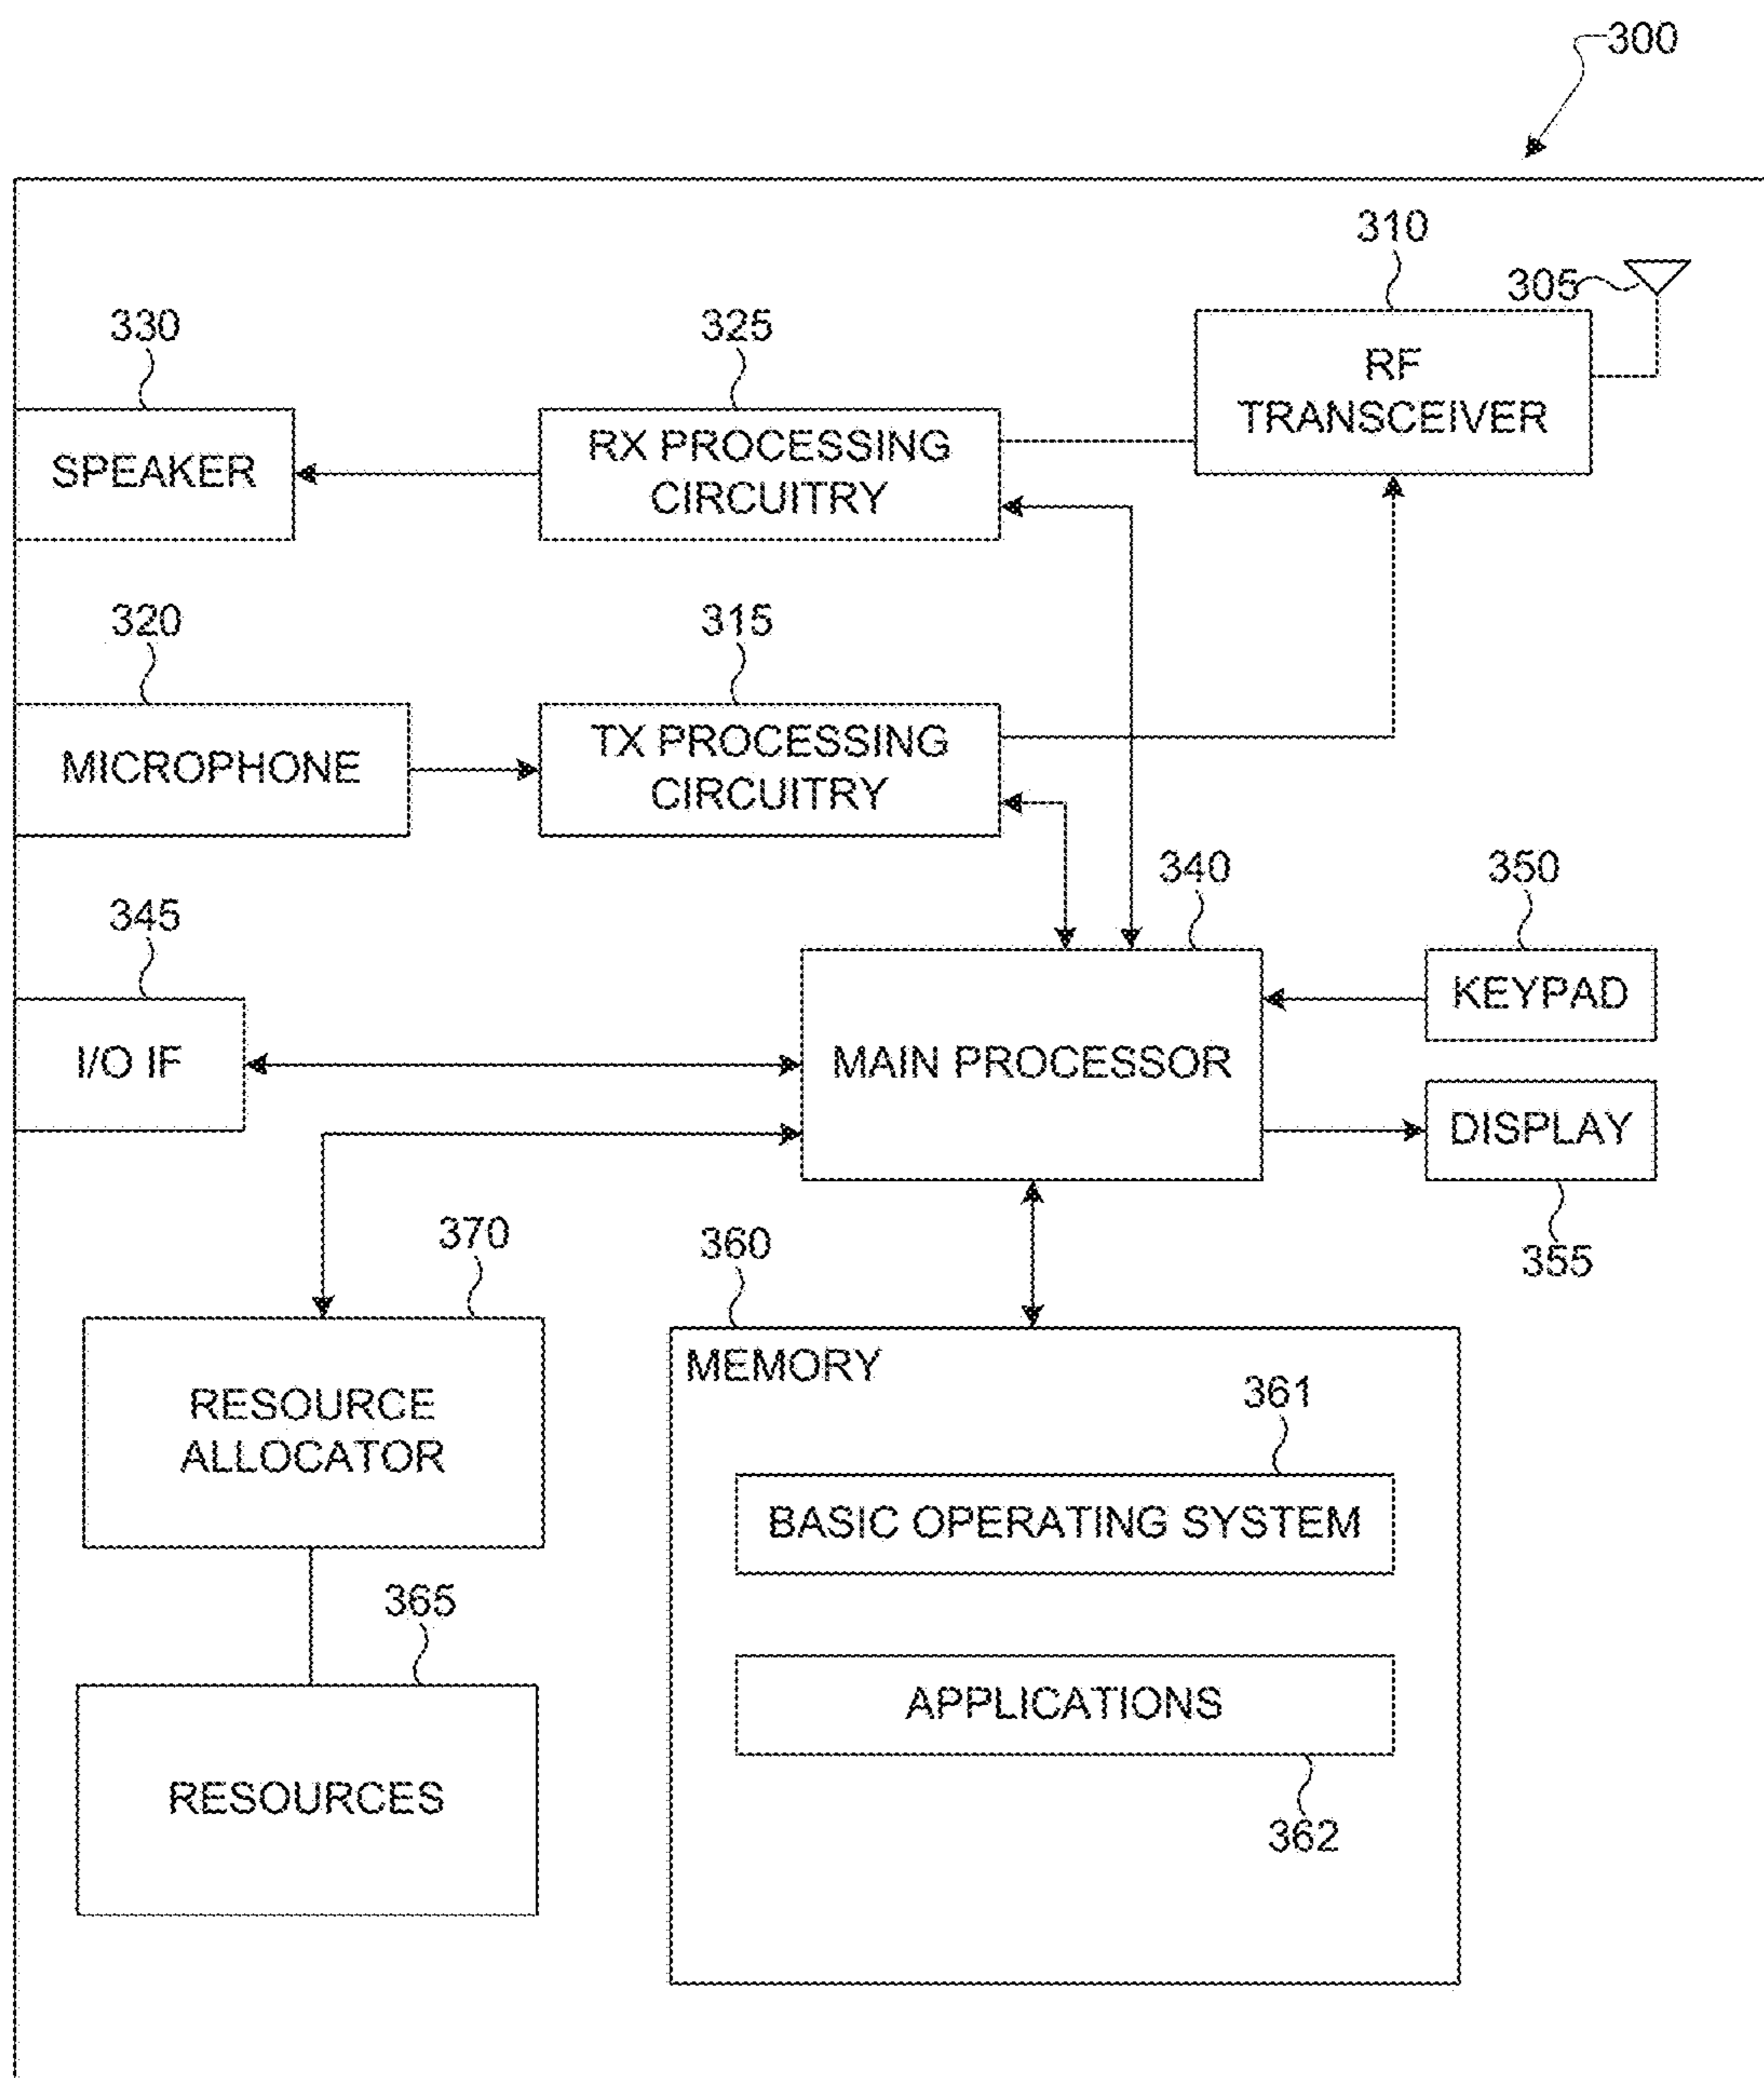 300
310
305
330
325
RF
TRANSCEIVER
SPEAKER
RX PROCESSING
CIRCUITRY
320
315
MICROPHONE
TX PROCESSING
CIRCUITRY
340
350
345
KEYPAD
I/O IF
MAIN PROCESSOR
DISPLAY
355
370
360
MEMORY
RESOURCE
ALLOCATOR
361
BASIC OPERATING SYSTEM
365
APPLICATIONS
RESOURCES
362